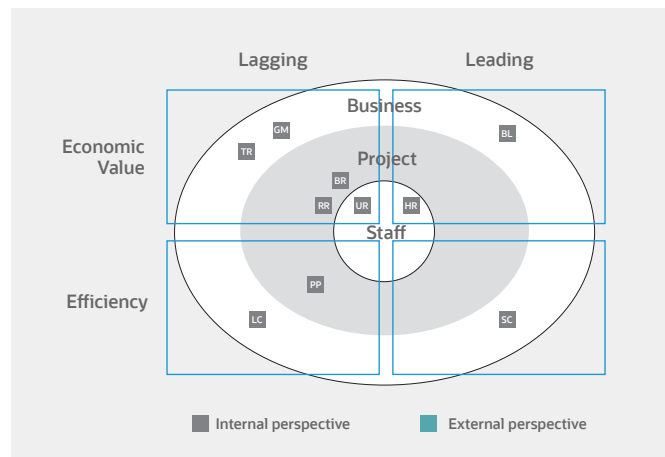 Lagging
Leading
Business
Economic
Value
GM
TR
BL
Project
BR
RR
UR
HR
Staff
Efficiency
PP
LC
SC
Internal perspective
External perspective